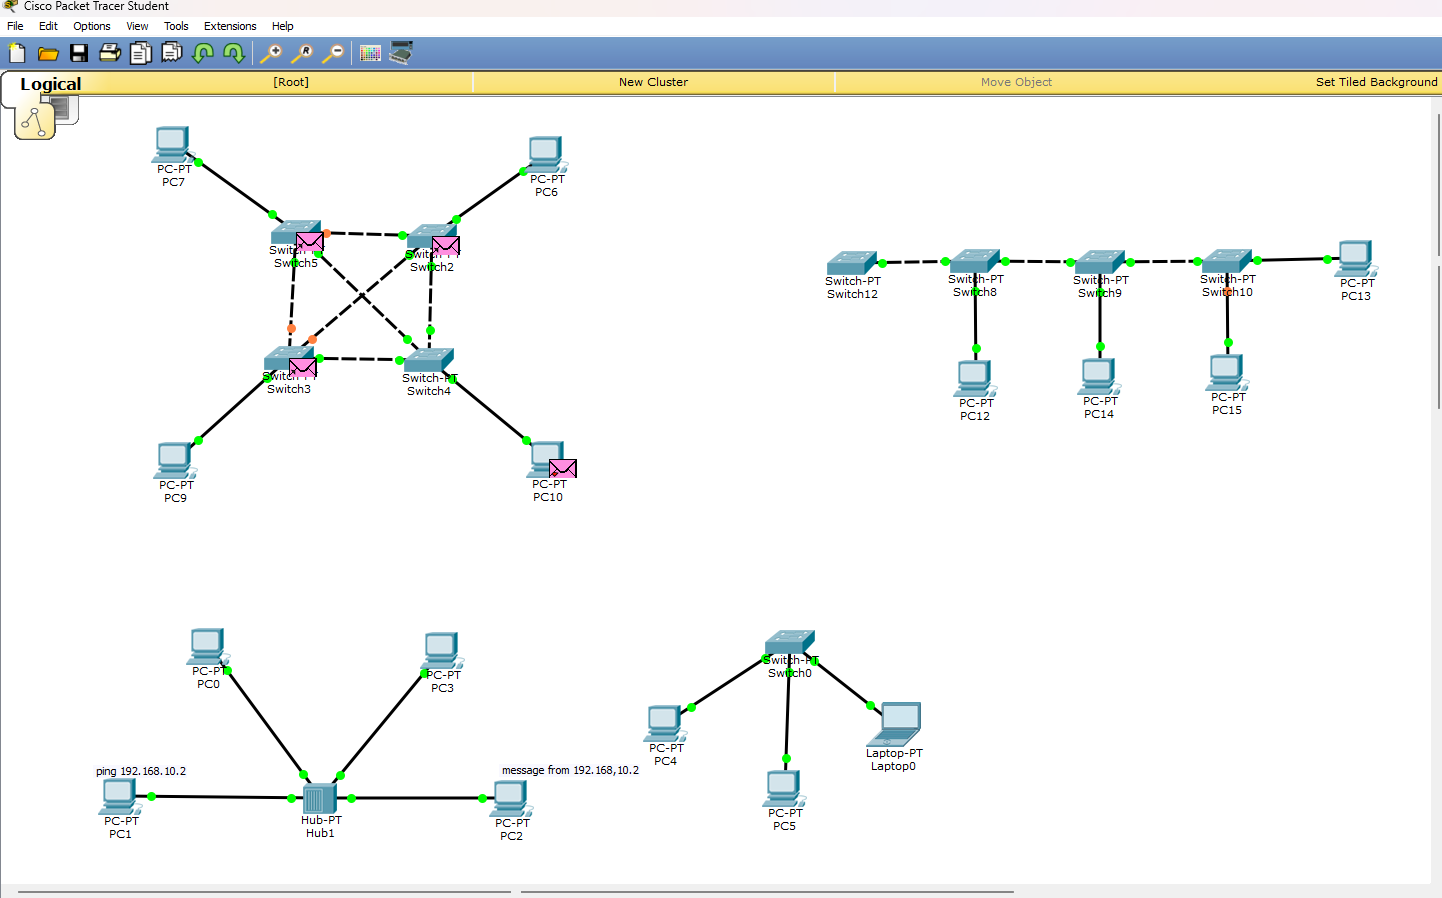 Cisco Packet Tracer Student
File Edit Options View Tools Extensions Help
Logical [Root] New Cluster Move Object Set Tiled Background
PC-PT
PC7
PC-PT
PC6
Switch-PT
Switch5
Switch-PT
Switch2
Switch-PT
Switch3
Switch-PT
Switch4
PC-PT
PC9
PC-PT
PC10
Switch-PT
Switch12
Switch-PT
Switch8
Switch-PT
Switch9
Switch-PT
Switch10
PC-PT
PC13
PC-PT
PC12
PC-PT
PC14
PC-PT
PC15
PC-PT
PC0
PC-PT
PC3
ping 192.168.10.2
PC-PT
PC1
Hub-PT
Hub1
message from 192.168,10.2
PC-PT
PC2
Switch-PT
Switch0
PC-PT
PC4
PC-PT
PC5
Laptop-PT
Laptop0